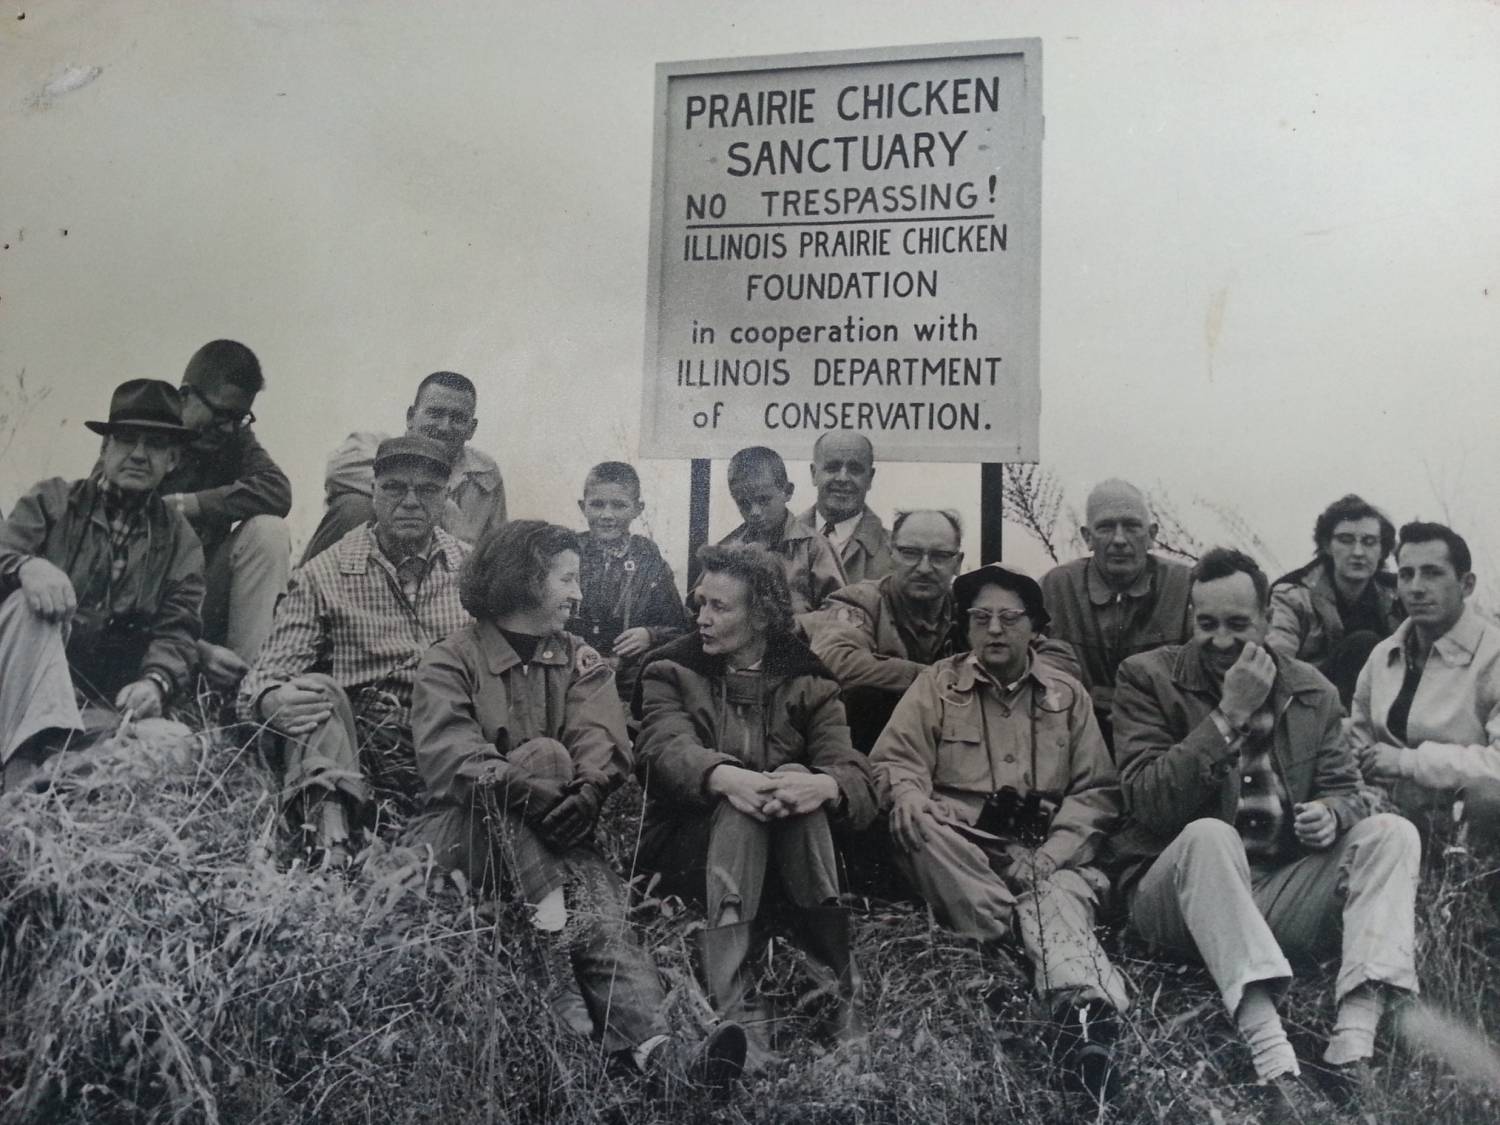 PRAIRIE CHICKEN
SANCTUARY
NO TRESPASSING!
ILLINOIS PRAIRIE CHICKEN
FOUNDATION
in cooperation with
ILLINOIS DEPARTMENT
of CONSERVATION.